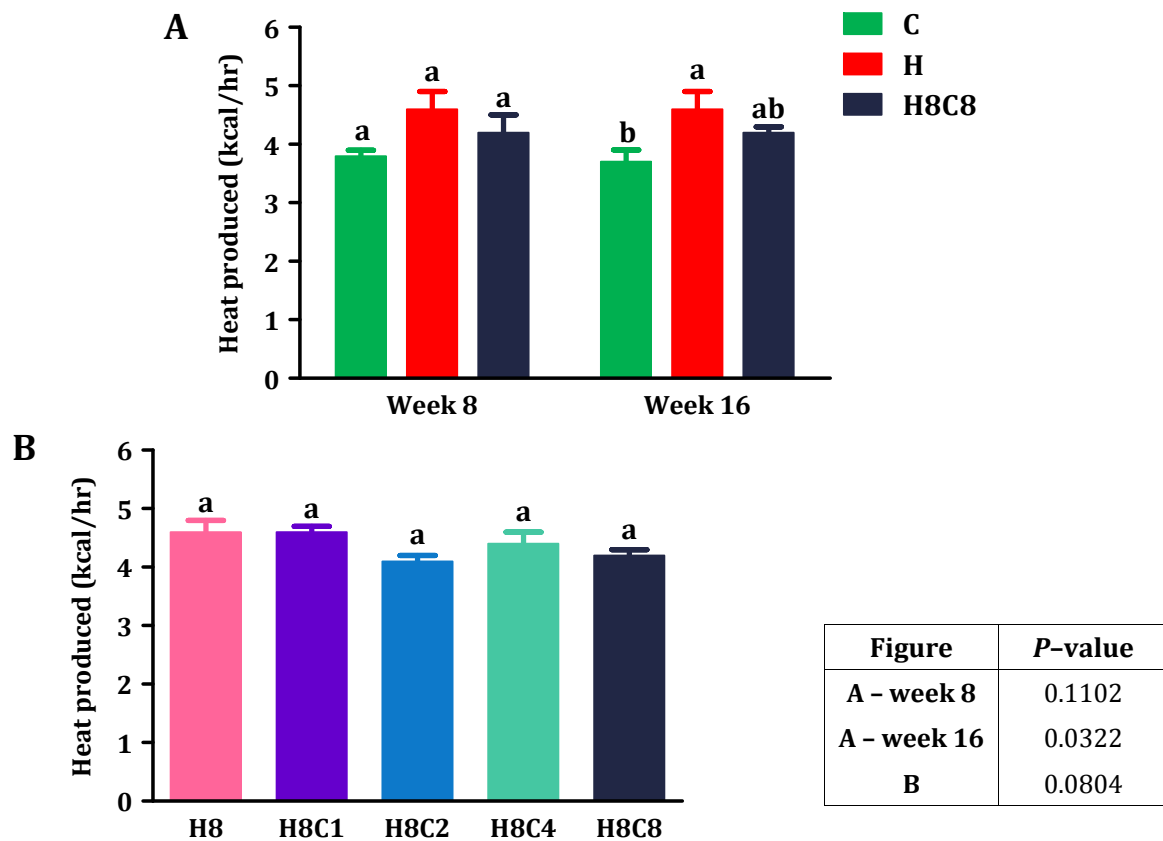 A
Heat produced (kcal/hr)
6
5
4
3
2
1
0
a
a
a
b
a
ab
Week 8
Week 16
C
H
H8C8
B
Heat produced (kcal/hr)
6
5
4
3
2
1
0
a
a
a
a
a
H8
H8C1
H8C2
H8C4
H8C8
Figure P–value
A – week 8 0.1102
A – week 16 0.0322
B 0.0804